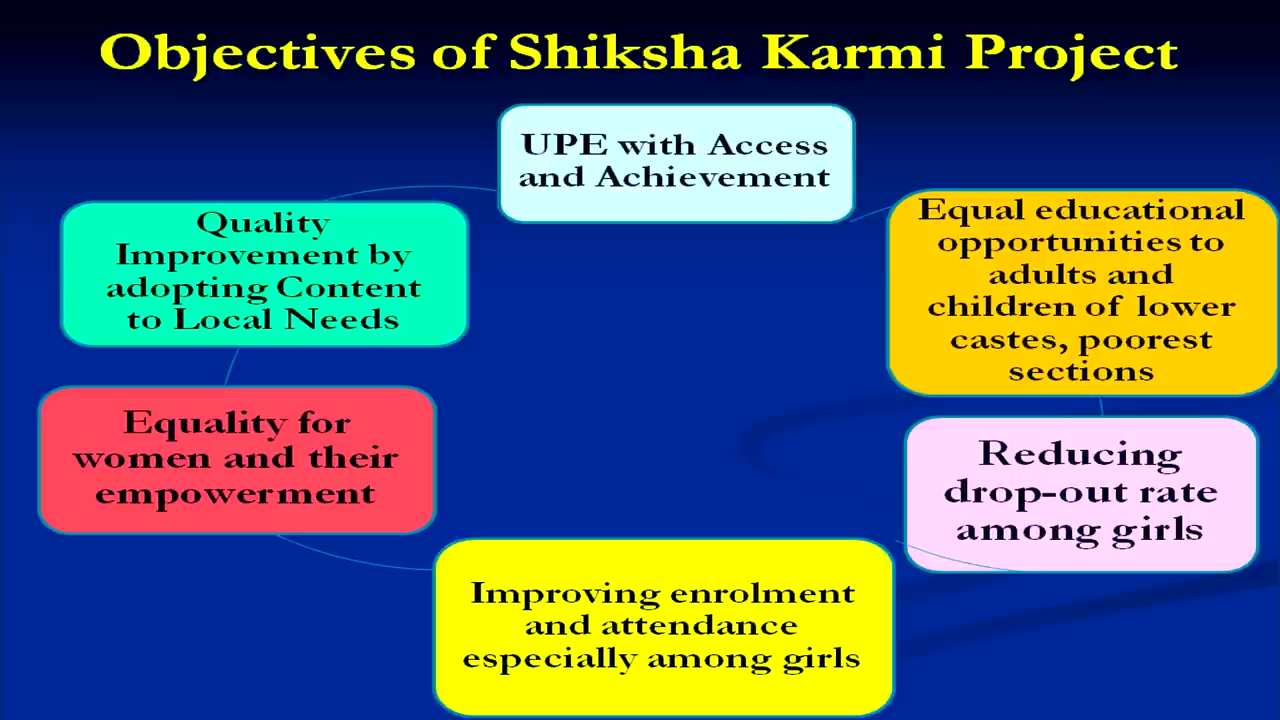 Objectives of Shiksha Karmi Project
UPE with Access
and Achievement
Equal educational
opportunities to
adults and
children of lower
castes, poorest
sections
Reducing
drop-out rate
among girls
Improving enrolment
and attendance
especially among girls
Equality for
women and their
empowerment
Quality
Improvement by
adopting Content
to Local Needs